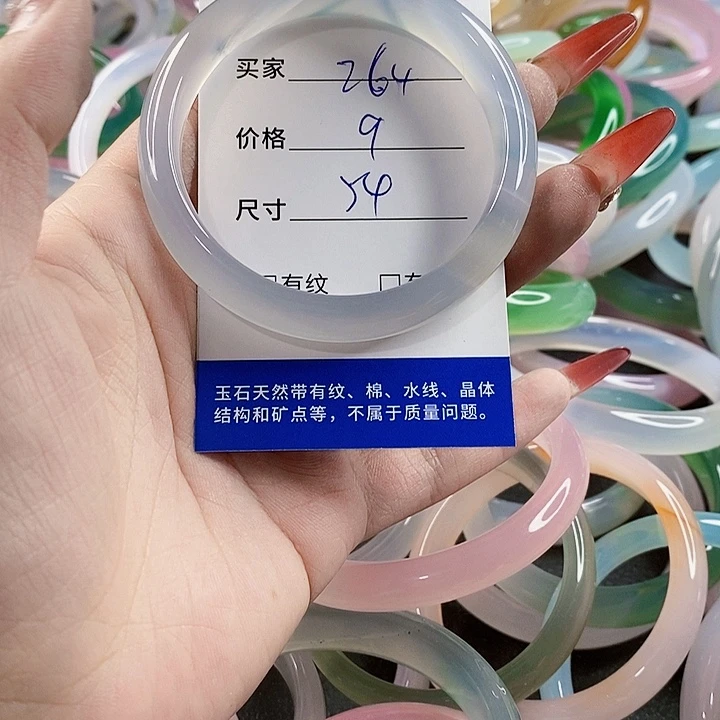 买家 264
价格 9
尺寸 54
□有纹 □有
玉石天然带有纹、棉、水线、晶体
结构和矿点等，不属于质量问题。